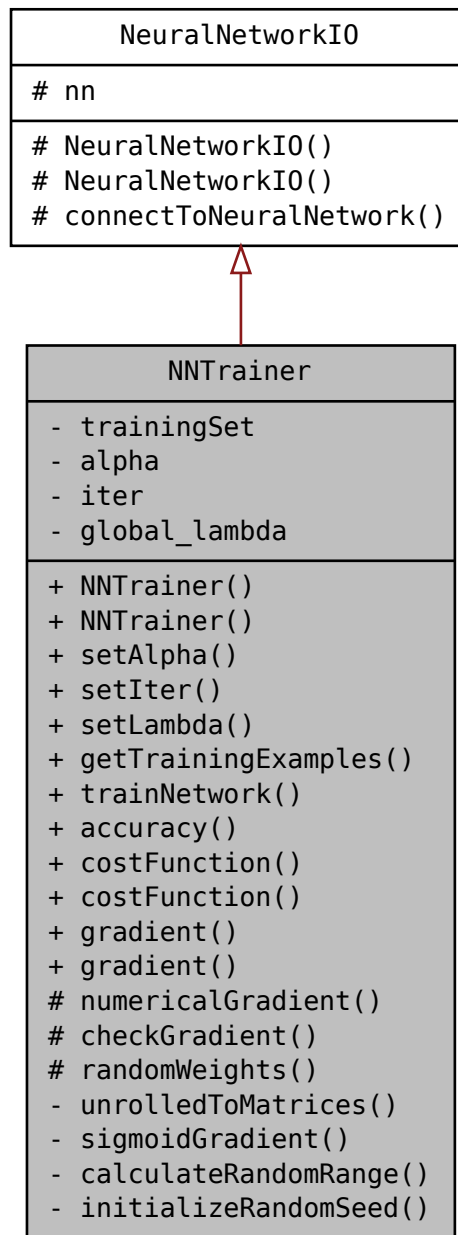 NeuralNetworkIO
# nn
# NeuralNetworkIO()
# NeuralNetworkIO()
# connectToNeuralNetwork()
NNTrainer
- trainingSet
- alpha
- iter
- global_lambda
+ NNTrainer()
+ NNTrainer()
+ setAlpha()
+ setIter()
+ setLambda()
+ getTrainingExamples()
+ trainNetwork()
+ accuracy()
+ costFunction()
+ costFunction()
+ gradient()
+ gradient()
# numericalGradient()
# checkGradient()
# randomWeights()
- unrolledToMatrices()
- sigmoidGradient()
- calculateRandomRange()
- initializeRandomSeed()